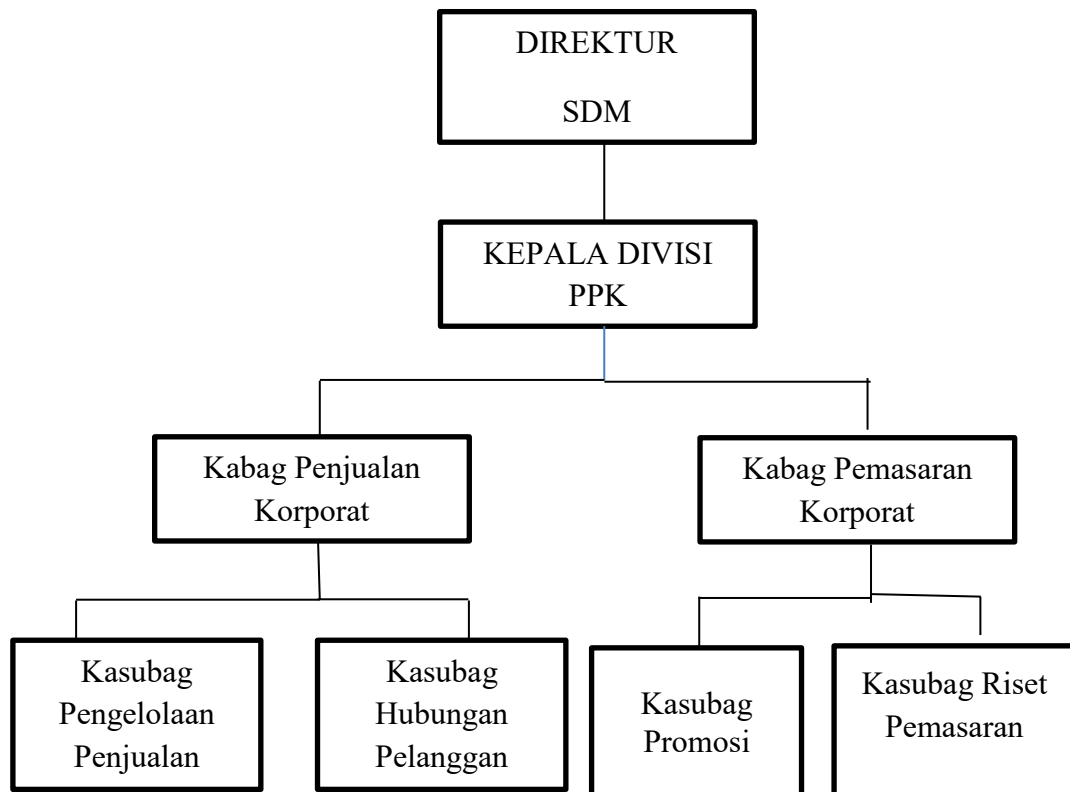 DIREKTUR
SDM
KEPALA DIVISI
PPK
Kabag Penjualan
Korporat
Kabag Pemasaran
Korporat
Kasubag
Pengelolaan
Penjualan
Kasubag
Hubungan
Pelanggan
Kasubag
Promosi
Kasubag Riset
Pemasaran